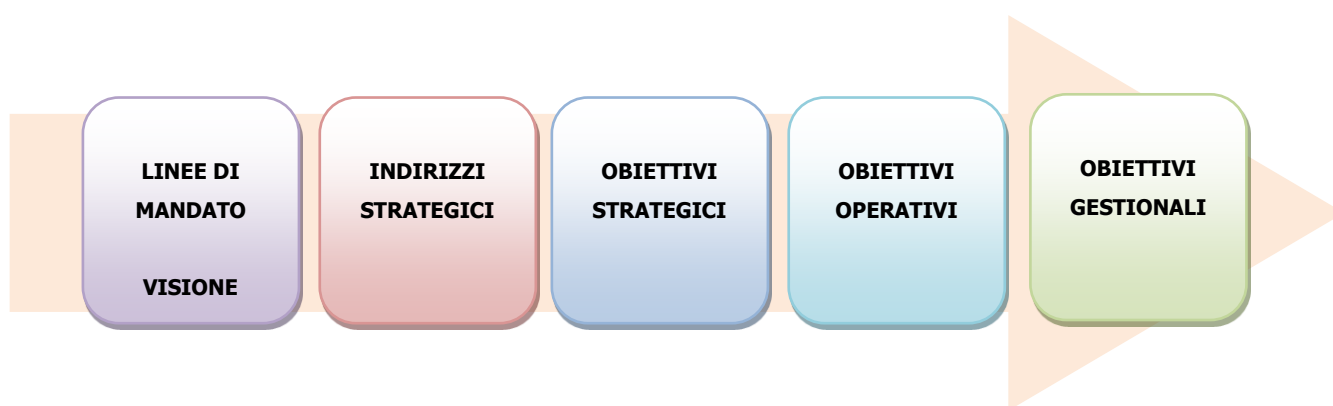 LINEE DI
MANDATO
VISIONE
INDIRIZZI
STRATEGICI
OBIETTIVI
STRATEGICI
OBIETTIVI
OPERATIVI
OBIETTIVI
GESTIONALI